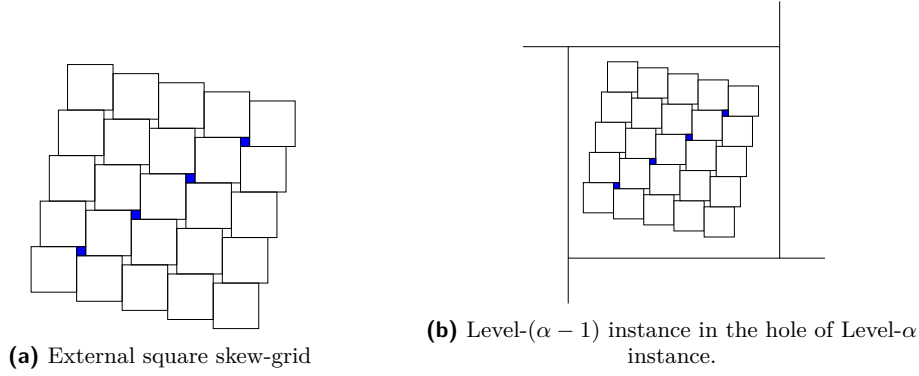 (a) External square skew-grid
(b) Level-(α − 1) instance in the hole of Level-α
instance.